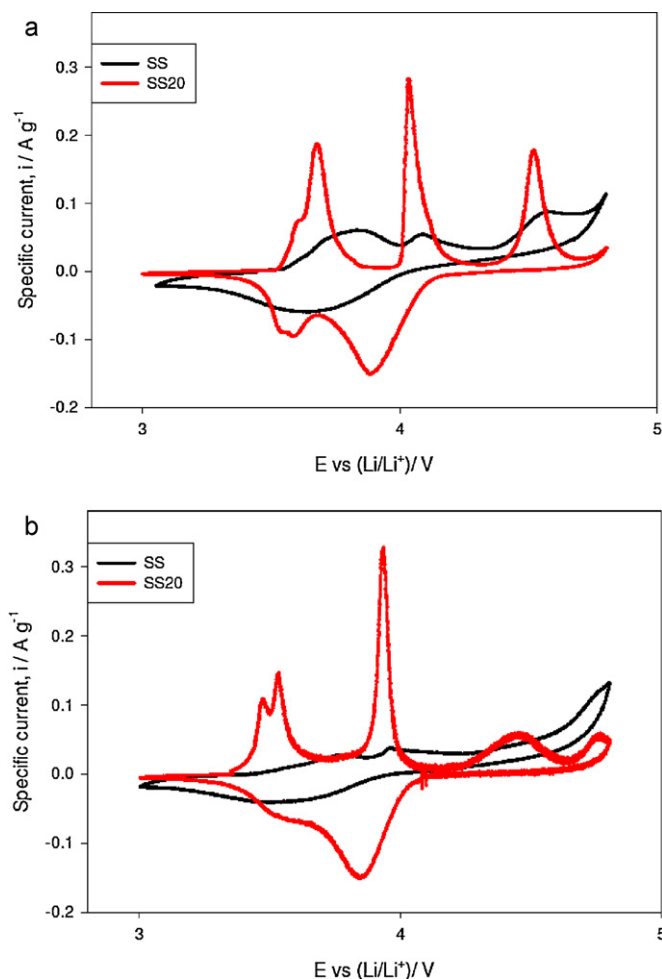 a
SS
SS20
0.3
0.2
0.1
0.0
-0.1
-0.2
Specific current, i / A g⁻¹
3
4
5
E vs (Li/Li⁺)/ V
b
SS
SS20
0.3
0.2
0.1
0.0
-0.1
-0.2
Specific current, i / A g⁻¹
3
4
5
E vs (Li/Li⁺)/ V